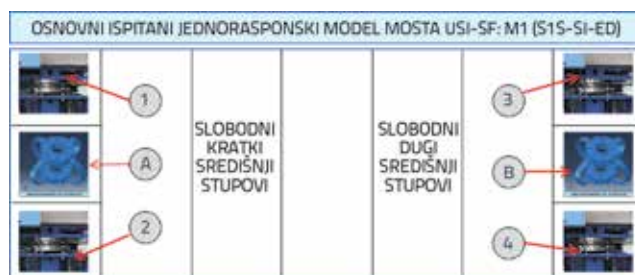 OSNOVNI ISPITANI JEDNORASPONSKI MODEL MOSTA USI-SF: M1 (S1S-SI-ED)
1
3
SLOBODNI
KRATKI
SREDIŠNJI
STUPOVI
SLOBODNI
DUGI
SREDIŠNJI
STUPOVI
A
B
2
4